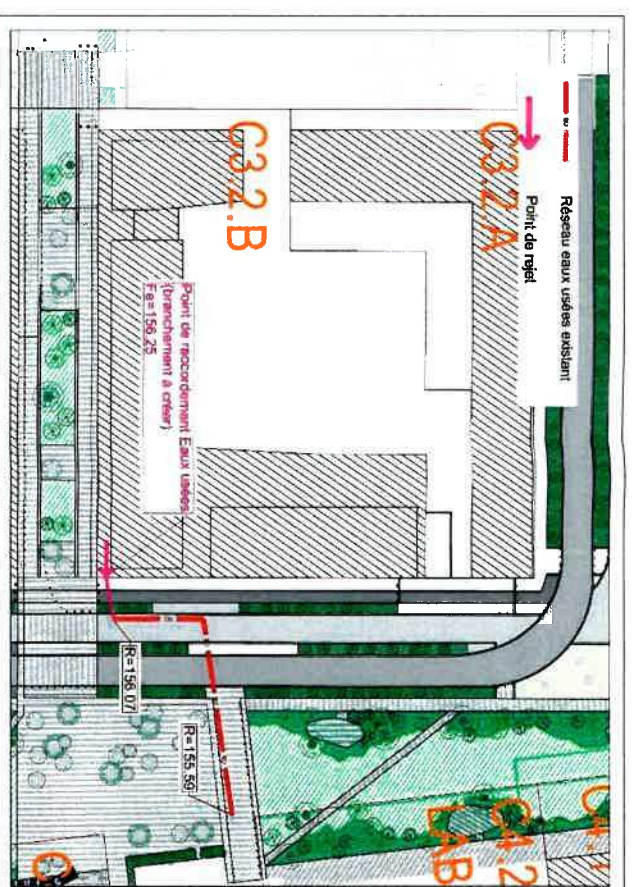 Réseau eaux usées existant
Point de rejet
C3.2.A
C3.2.B
Point de raccordement Eaux usées
(branchement à créer)
Fe=156.25
R=156.07
R=155.59
C4.2
LAB
C